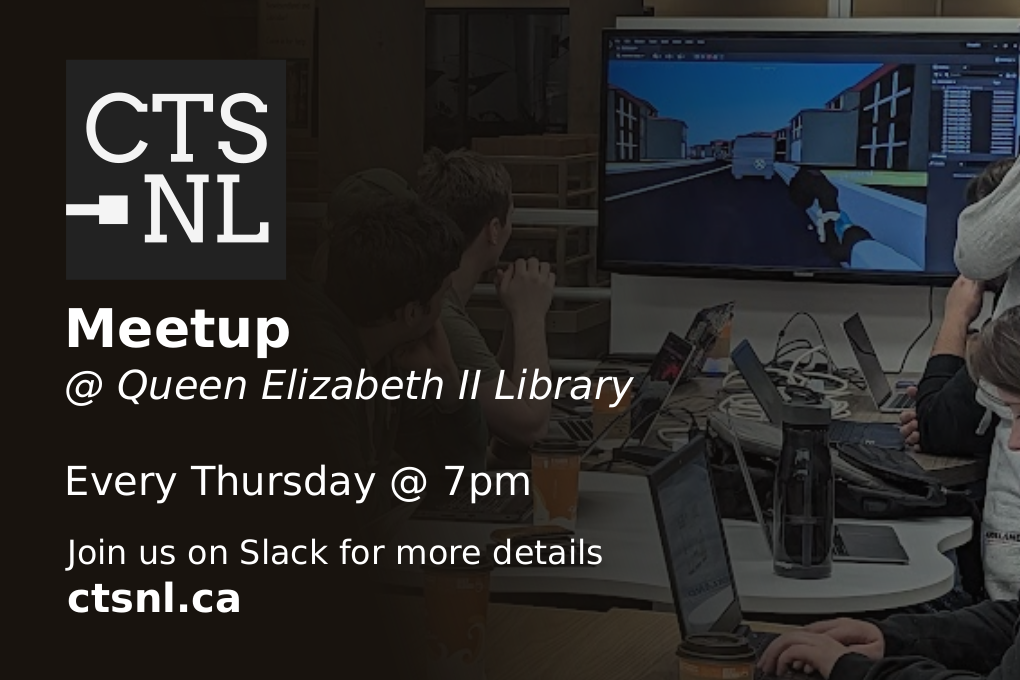 CTS
NL
Meetup
@ Queen Elizabeth II Library
Every Thursday @ 7pm
Join us on Slack for more details
ctsnl.ca